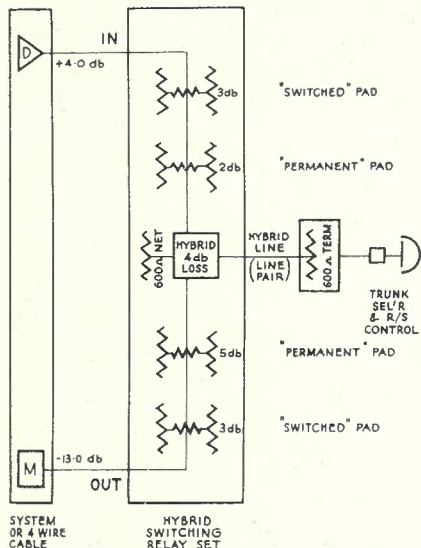 D
IN
+4·0 db
3db
"SWITCHED" PAD
2db
"PERMANENT" PAD
600Ω NET
HYBRID
4db
LOSS
HYBRID
LINE
(LINE
PAIR)
600Ω TERM
TRUNK
SEL'R
& R/S
CONTROL
5db
"PERMANENT" PAD
3db
"SWITCHED" PAD
M
-13·0 db
OUT
SYSTEM
OR 4 WIRE
CABLE
HYBRID
SWITCHING
RELAY SET